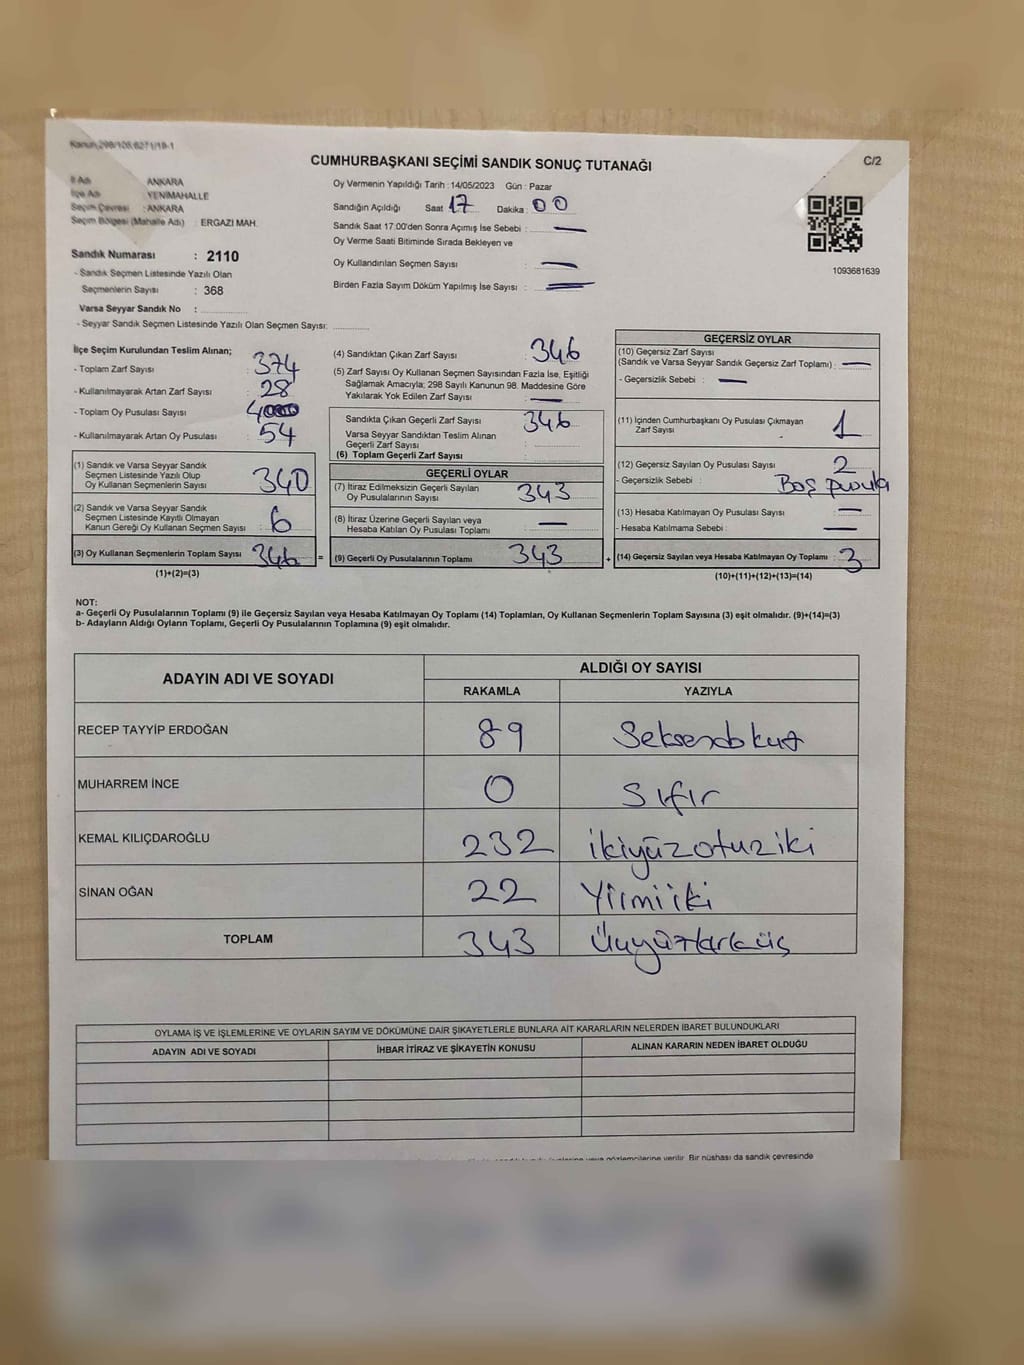 Kanun;298/106,6271/18-1
CUMHURBAŞKANI SEÇİMİ SANDIK SONUÇ TUTANAĞI
C/2
İl Adı : ANKARA
İlçe Adı : YENİMAHALLE
Seçim Çevresi : ANKARA
Seçim Bölgesi (Mahalle Adı) : ERGAZİ MAH.
Sandık Numarası : 2110
- Sandık Seçmen Listesinde Yazılı Olan
Seçmenlerin Sayısı : 368
Varsa Seyyar Sandık No :
- Seyyar Sandık Seçmen Listesinde Yazılı Olan Seçmen Sayısı:
Oy Vermenin Yapıldığı Tarih : 14/05/2023 Gün : Pazar
Sandığın Açıldığı Saat 17 Dakika : 00
Sandık Saat 17:00'den Sonra Açımış İse Sebebi : —
Oy Verme Saati Bitiminde Sırada Bekleyen ve
Oy Kullandırılan Seçmen Sayısı : —
Birden Fazla Sayım Döküm Yapılmış İse Sayısı : —
1093681639
İlçe Seçim Kurulundan Teslim Alınan;
- Toplam Zarf Sayısı : 374
- Kullanılmayarak Artan Zarf Sayısı : 28
- Toplam Oy Pusulası Sayısı : 400
- Kullanılmayarak Artan Oy Pusulası : 54
(1) Sandık ve Varsa Seyyar Sandık
Seçmen Listesinde Yazılı Olup
Oy Kullanan Seçmenlerin Sayısı : 340
(2) Sandık ve Varsa Seyyar Sandık
Seçmen Listesinde Kayıtlı Olmayan
Kanun Gereği Oy Kullanan Seçmen Sayısı : 6
(3) Oy Kullanan Seçmenlerin Toplam Sayısı : 346 =
(1)+(2)=(3)
(4) Sandıktan Çıkan Zarf Sayısı : 346
(5) Zarf Sayısı Oy Kullanan Seçmen Sayısından Fazla İse, Eşitliği
Sağlamak Amacıyla; 298 Sayılı Kanunun 98. Maddesine Göre
Yakılarak Yok Edilen Zarf Sayısı : —
Sandıkta Çıkan Geçerli Zarf Sayısı : 346
Varsa Seyyar Sandıktan Teslim Alınan
Geçerli Zarf Sayısı :
(6) Toplam Geçerli Zarf Sayısı :
GEÇERLİ OYLAR
(7) İtiraz Edilmeksizin Geçerli Sayılan
Oy Pusulalarının Sayısı : 343
(8) İtiraz Üzerine Geçerli Sayılan veya
Hesaba Katılan Oy Pusulası Toplamı : —
(9) Geçerli Oy Pusulalarının Toplamı : 343 +
GEÇERSİZ OYLAR
(10) Geçersiz Zarf Sayısı
(Sandık ve Varsa Seyyar Sandık Geçersiz Zarf Toplamı) : —
- Geçersizlik Sebebi : —
(11) İçinden Cumhurbaşkanı Oy Pusulası Çıkmayan
Zarf Sayısı : 1
(12) Geçersiz Sayılan Oy Pusulası Sayısı : 2
- Geçersizlik Sebebi : Boş pusula
(13) Hesaba Katılmayan Oy Pusulası Sayısı : —
- Hesaba Katılmama Sebebi : —
(14) Geçersiz Sayılan veya Hesaba Katılmayan Oy Toplamı : 3
(10)+(11)+(12)+(13)=(14)
NOT:
a- Geçerli Oy Pusulalarının Toplamı (9) ile Geçersiz Sayılan veya Hesaba Katılmayan Oy Toplamı (14) Toplamları, Oy Kullanan Seçmenlerin Toplam Sayısına (3) eşit olmalıdır. (9)+(14)=(3)
b- Adayların Aldığı Oyların Toplamı, Geçerli Oy Pusulalarının Toplamına (9) eşit olmalıdır.
ADAYIN ADI VE SOYADI
ALDIĞI OY SAYISI
RAKAMLA YAZIYLA
RECEP TAYYİP ERDOĞAN 89 Seksendokuz
MUHARREM İNCE 0 Sıfır
KEMAL KILIÇDAROĞLU 232 ikiyüzotuziki
SİNAN OĞAN 22 Yirmiiki
TOPLAM 343 Üçyüzkırküç
OYLAMA İŞ VE İŞLEMLERİNE VE OYLARIN SAYIM VE DÖKÜMÜNE DAİR ŞİKAYETLERLE BUNLARA AİT KARARLARIN NELERDEN İBARET BULUNDUKLARI
ADAYIN ADI VE SOYADI İHBAR İTİRAZ VE ŞİKAYETİN KONUSU ALINAN KARARIN NEDEN İBARET OLDUĞU
gözlemcilerine verilir. Bir nüshası da sandık çevresinde